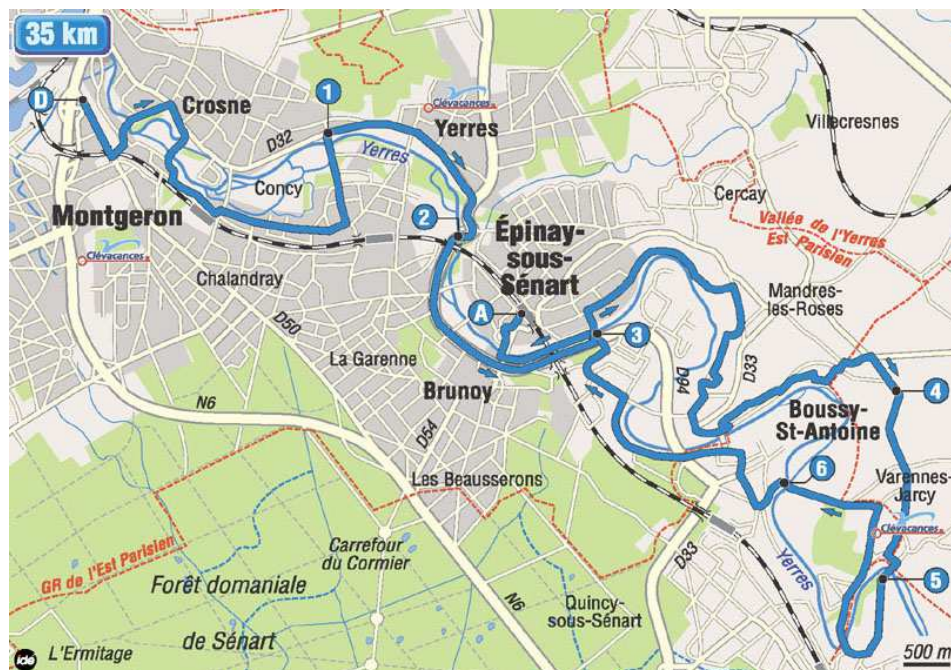 35 km
D
Crosne
1
Clévacances
Yerres
D32
Yerres
Villecresnes
Concy
Cercay
Montgeron
2
Épinay-
sous-
Sénart
Vallée de l'Yerres
Est Parisien
Clévacances
Chalandray
A
Mandres-
les-Roses
D50
3
La Garenne
D33
D94
4
Brunoy
N6
D54
Boussy-
St-Antoine
Les Beausserons
6
Varennes-
Jarcy
Clévacances
Carrefour
du Cormier
D33
Yerres
GR de l'Est Parisien
5
Forêt domaniale
de Sénart
N6
Quincy-
sous-Sénart
idé
L'Ermitage
500 m